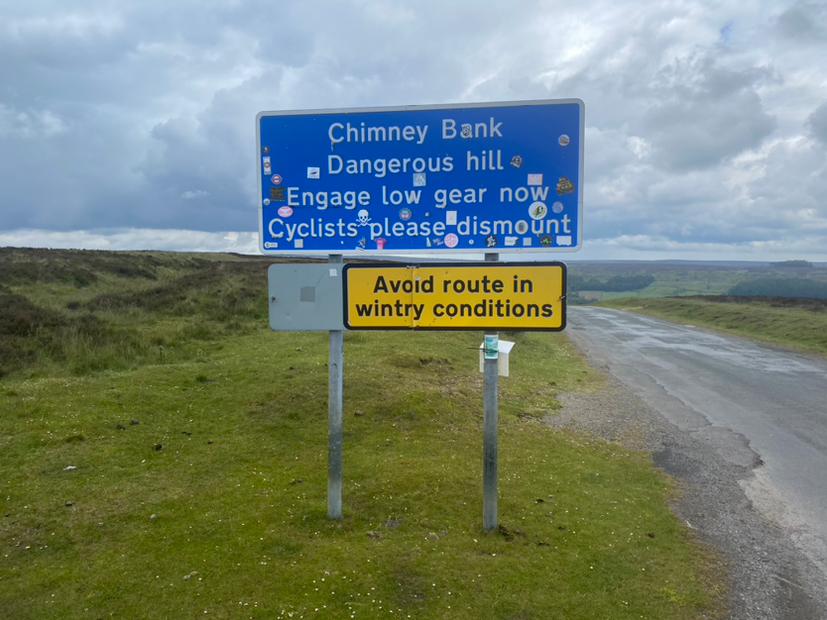 Chimney Bank
Dangerous hill
Engage low gear now
Cyclists please dismount
Avoid route in
wintry conditions